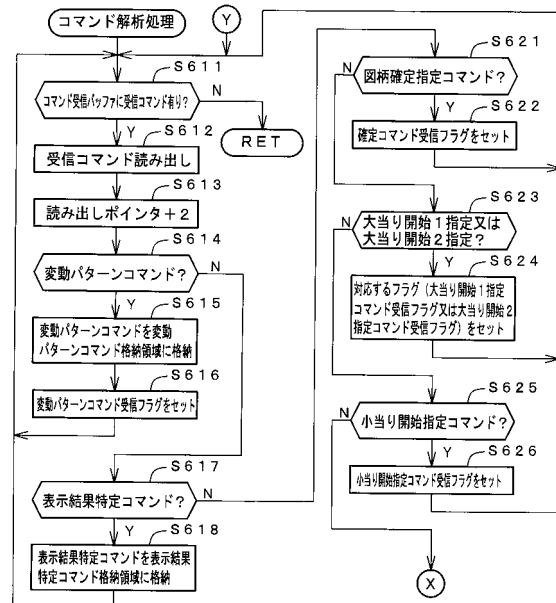 コマンド解析処理
Y
S611
コマンド受信バッファに受信コマンド有り?
N
RET
Y
S612
受信コマンド読み出し
S613
読み出しポインタ+2
S614
変動パターンコマンド?
N
Y
S615
変動パターンコマンドを変動
パターンコマンド格納領域に格納
S616
変動パターンコマンド受信フラグをセット
S617
表示結果特定コマンド?
N
Y
S618
表示結果特定コマンドを表示結果
特定コマンド格納領域に格納
S621
図柄確定指定コマンド?
N
Y
S622
確定コマンド受信フラグをセット
S623
大当り開始1指定又は
大当り開始2指定?
N
Y
S624
対応するフラグ(大当り開始1指定
コマンド受信フラグ又は大当り開始2
指定コマンド受信フラグ)をセット
S625
小当り開始指定コマンド?
N
Y
S626
小当り開始指定コマンド受信フラグをセット
X